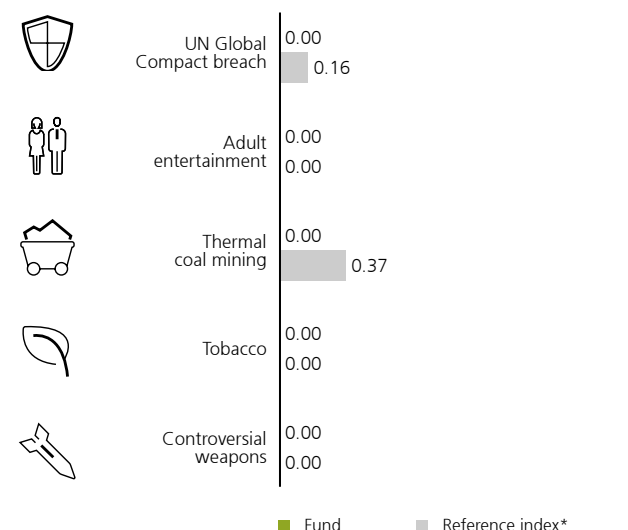 UN Global
Compact breach
0.00
0.16
Adult
entertainment
0.00
0.00
Thermal
coal mining
0.00
0.37
Tobacco
0.00
0.00
Controversial
weapons
0.00
0.00
Fund
Reference index*